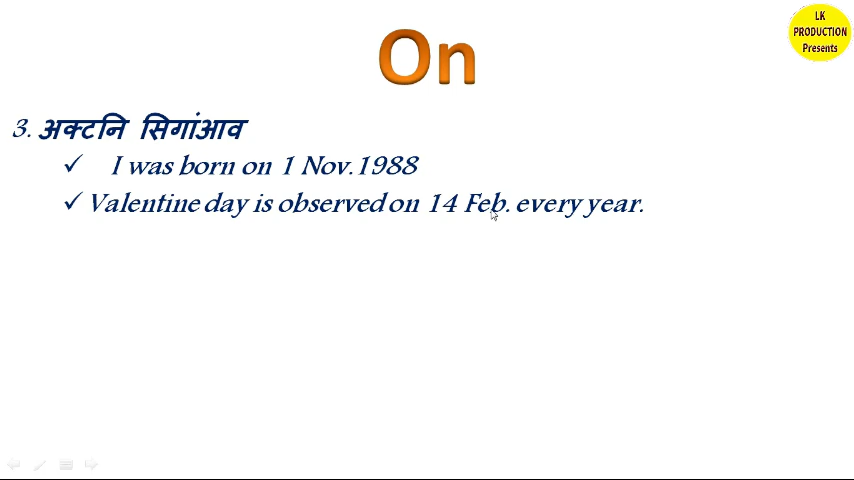 LK
PRODUCTION
Presents
On
3. अक्टनि सिगांआव
✓ I was born on 1 Nov.1988
✓ Valentine day is observed on 14 Feb. every year.